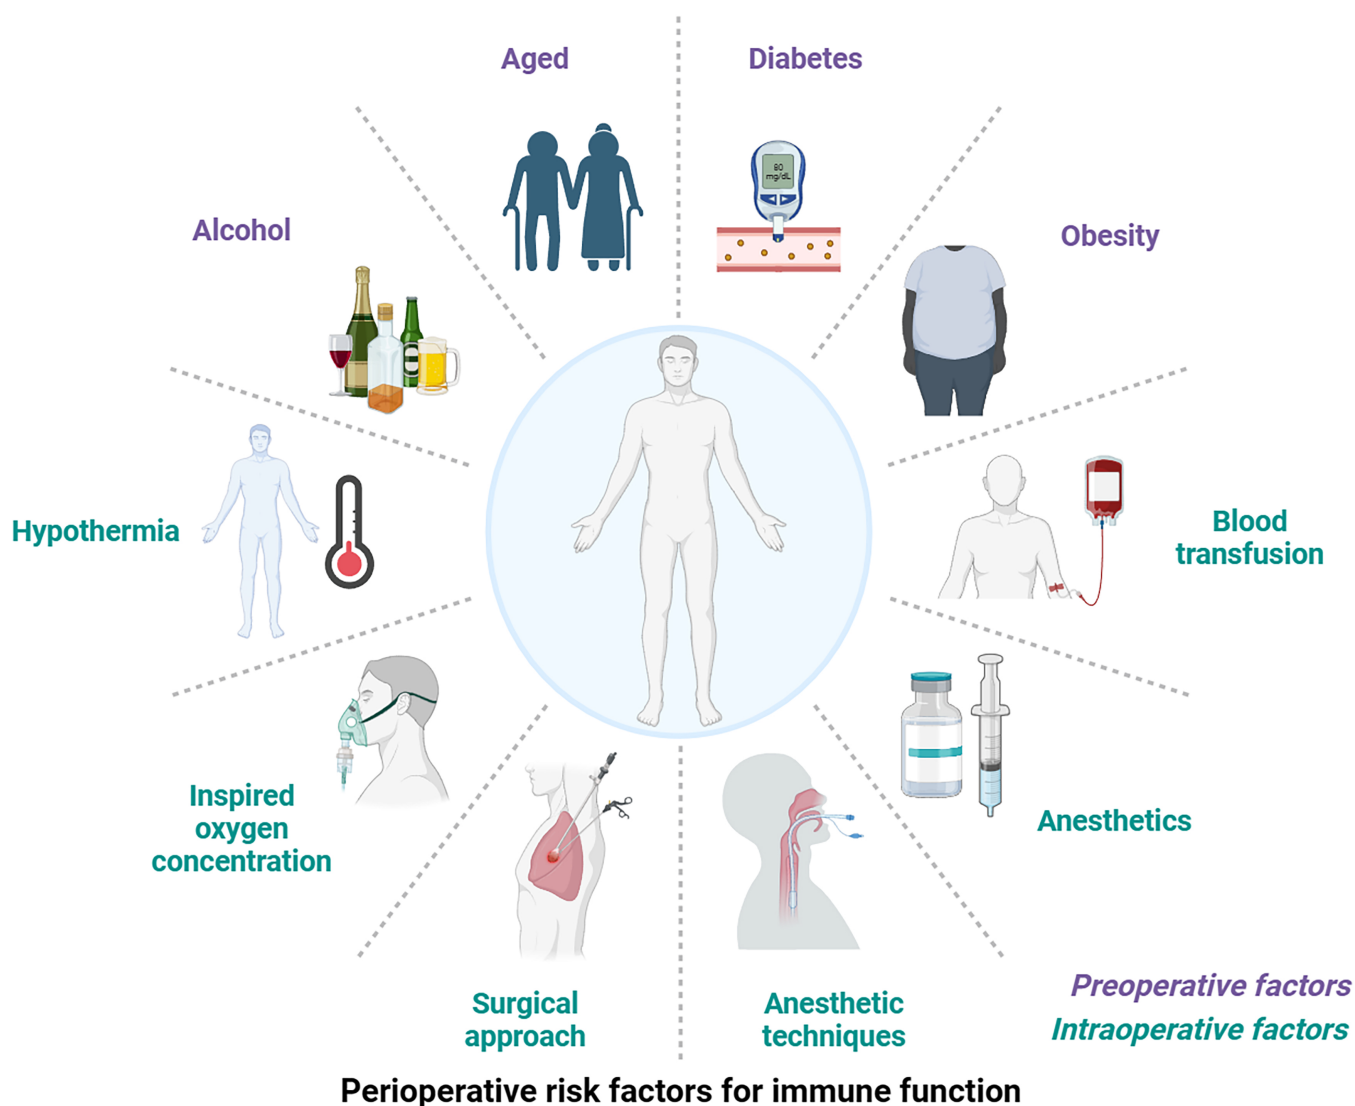 Aged
Diabetes
80
mg/dL
Alcohol
Obesity
Hypothermia
Blood
transfusion
Inspired
oxygen
concentration
Anesthetics
Surgical
approach
Anesthetic
techniques
Preoperative factors
Intraoperative factors
Perioperative risk factors for immune function